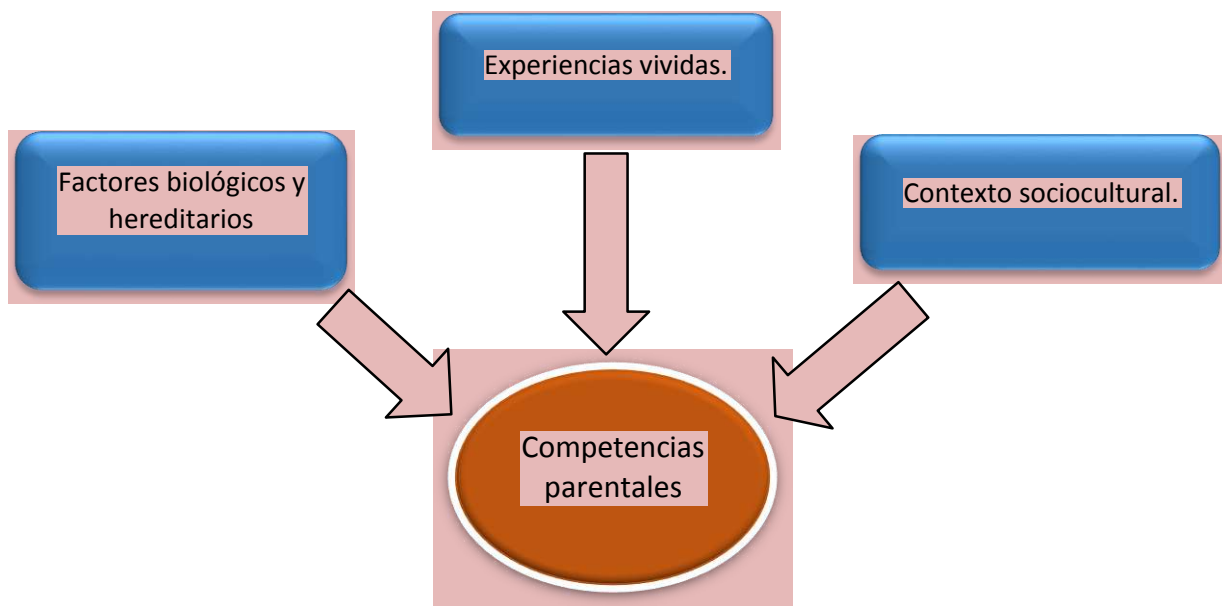 Experiencias vividas.
Factores biológicos y
hereditarios
Contexto sociocultural.
Competencias
parentales